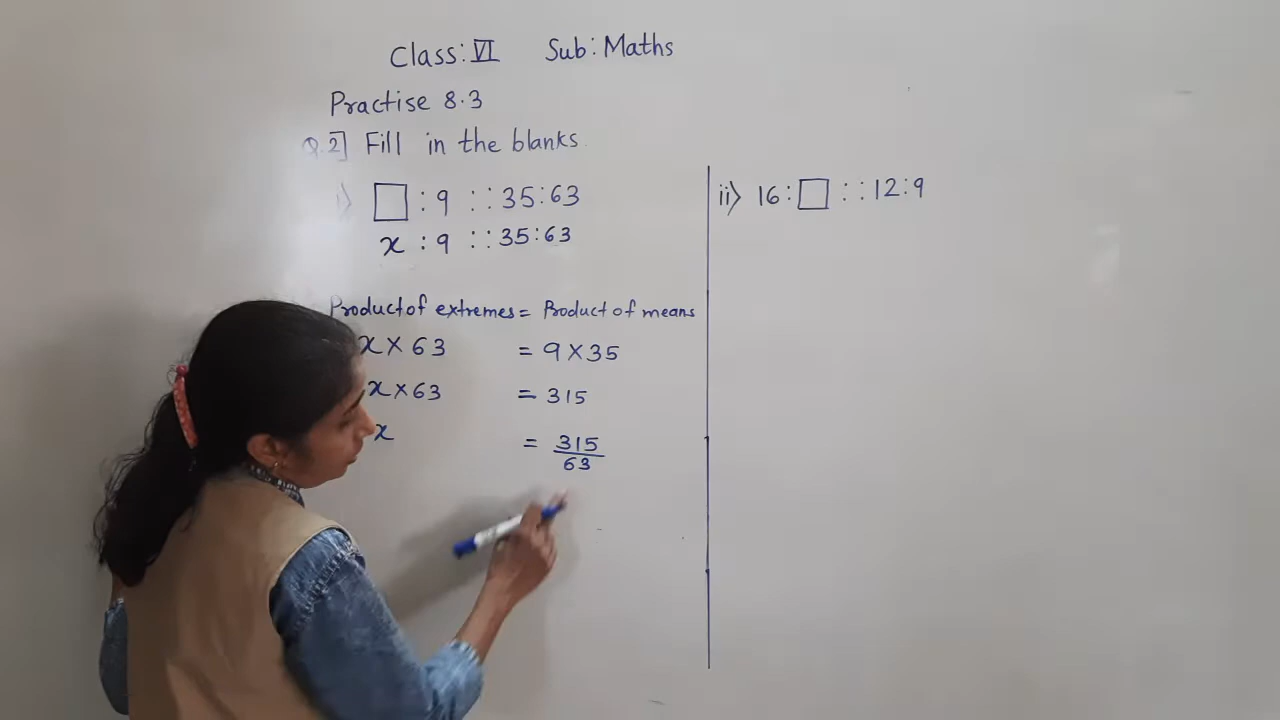 Class: VI Sub: Maths
Practise 8.3
Q.2] Fill in the blanks
i) □ : 9 :: 35:63
x : 9 :: 35:63
Product of extremes = Product of means
x × 63 = 9 × 35
x × 63 = 315
x = 315/63
ii) 16: □ :: 12:9